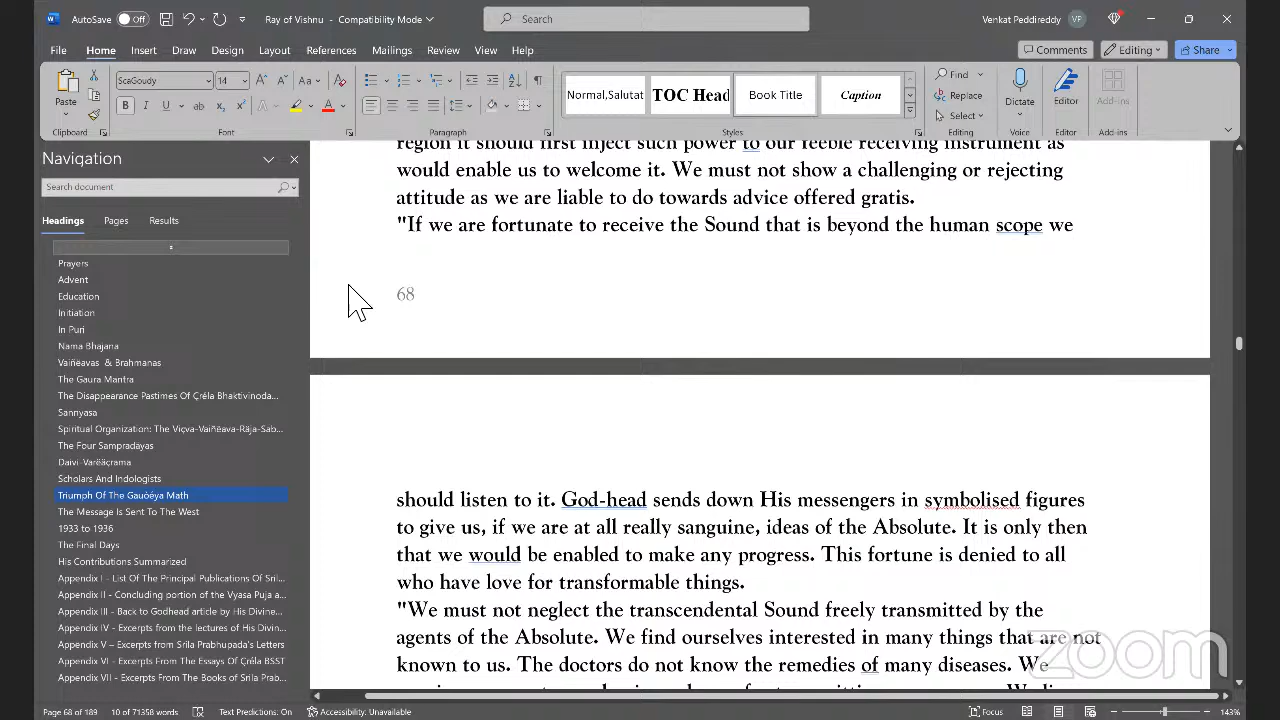 AutoSave Off Ray of Vishnu - Compatibility Mode Search Venkat Peddireddy VF
File Home Insert Draw Design Layout References Mailings Review View Help Comments Editing Share
Paste ScaGoudy 14 Normal,Salutat TOC Head Book Title Caption Find Replace Select Dictate Editor Add-ins
Clipboard Font Paragraph Styles Editing Voice Editor Add-ins
Navigation
Search document
Headings Pages Results
Prayers
Advent
Education
Initiation
In Puri
Nama Bhajana
Vaiñëavas & Brahmanas
The Gaura Mantra
The Disappearance Pastimes Of Çréla Bhaktivinoda...
Sannyasa
Spiritual Organization: The Viçva-Vaiñëava-Räja-Sab...
The Four Sampradayas
Daivi-Varëäçrama
Scholars And Indologists
Triumph Of The Gauòéya Math
The Message Is Sent To The West
1933 to 1936
The Final Days
His Contributions Summarized
Appendix I - List Of The Principal Publications Of Sril...
Appendix II - Concluding portion of the Vyasa Puja a...
Appendix III - Back to Godhead article by His Divine...
Appendix IV - Excerpts from the lectures of His Divin...
Appendix V – Excerpts from Srila Prabhupada's Letters
Appendix VI - Excerpts From The Essays Of Çréla BSST
Appendix VII - Excerpts From The Books of Srila Prab...
region it should first inject such power to our feeble receiving instrument as
would enable us to welcome it. We must not show a challenging or rejecting
attitude as we are liable to do towards advice offered gratis.
"If we are fortunate to receive the Sound that is beyond the human scope we
68
should listen to it. God-head sends down His messengers in symbolised figures
to give us, if we are at all really sanguine, ideas of the Absolute. It is only then
that we would be enabled to make any progress. This fortune is denied to all
who have love for transformable things.
"We must not neglect the transcendental Sound freely transmitted by the
agents of the Absolute. We find ourselves interested in many things that are not
known to us. The doctors do not know the remedies of many diseases. We
zoom
Page 68 of 189 10 of 71358 words Text Predictions: On Accessibility: Unavailable Focus 143%